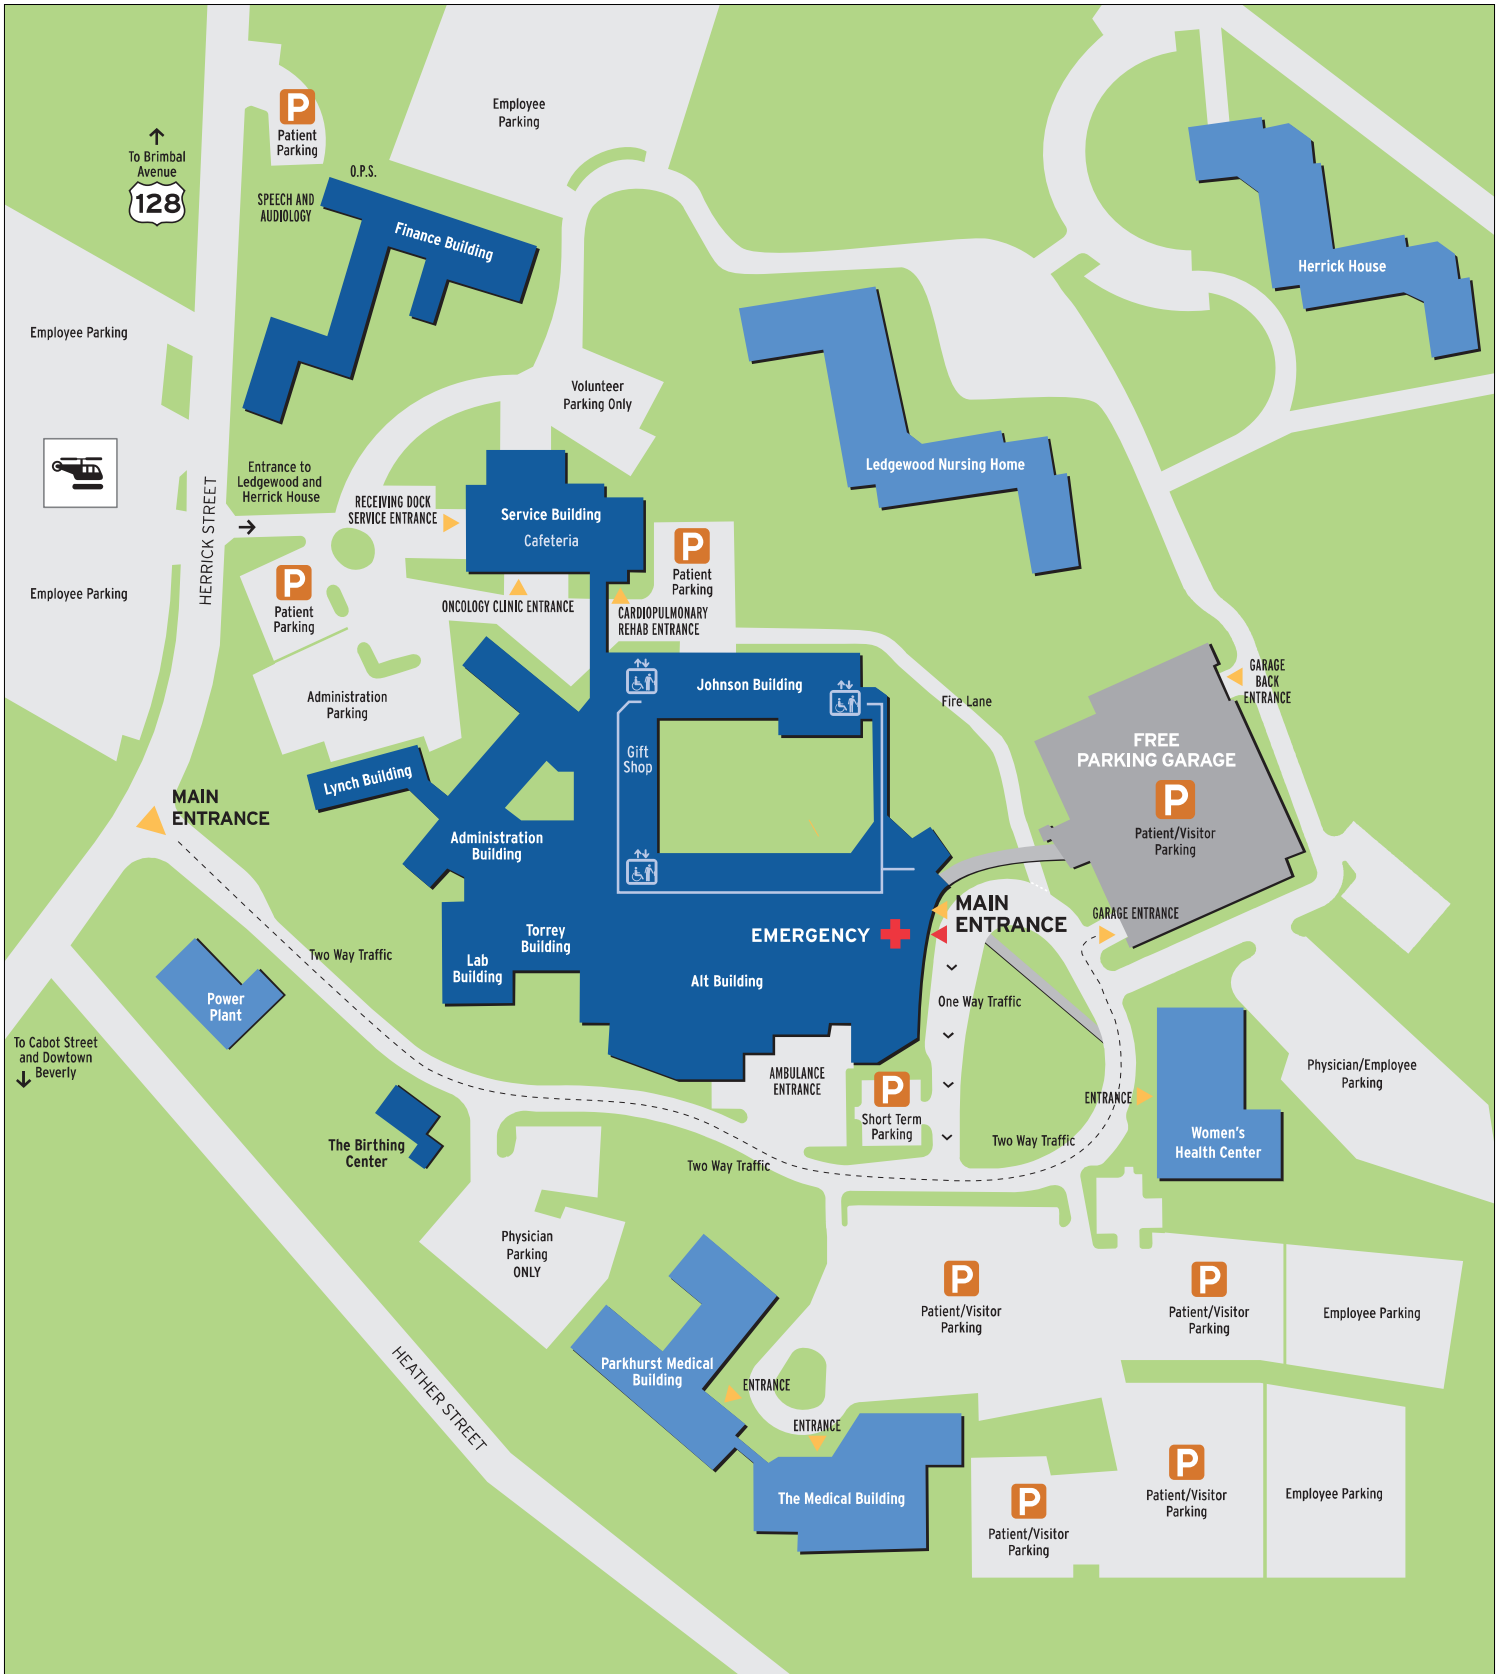 Employee
Parking
P
Patient
Parking
To Brimbal
Avenue
128
O.P.S.
SPEECH AND
AUDIOLOGY
Finance Building
Herrick House
Employee Parking
Volunteer
Parking Only
Ledgewood Nursing Home
Entrance to
Ledgewood and
Herrick House
HERRICK STREET
RECEIVING DOCK
SERVICE ENTRANCE
Service Building
Cafeteria
P
Patient
Parking
Employee Parking
P
Patient
Parking
ONCOLOGY CLINIC ENTRANCE
CARDIOPULMONARY
REHAB ENTRANCE
Johnson Building
Administration
Parking
Fire Lane
GARAGE
BACK
ENTRANCE
FREE
PARKING GARAGE
P
Patient/Visitor
Parking
Gift
Shop
Lynch Building
MAIN
ENTRANCE
Administration
Building
MAIN
ENTRANCE
GARAGE ENTRANCE
EMERGENCY
Torrey
Building
Lab
Building
Alt Building
Two Way Traffic
Power
Plant
One Way Traffic
To Cabot Street
and Dowtown
Beverly
AMBULANCE
ENTRANCE
P
Short Term
Parking
ENTRANCE
Physician/Employee
Parking
Women's
Health Center
Two Way Traffic
The Birthing
Center
Two Way Traffic
Physician
Parking
ONLY
P
Patient/Visitor
Parking
P
Patient/Visitor
Parking
Employee Parking
HEATHER STREET
Parkhurst Medical
Building
ENTRANCE
ENTRANCE
The Medical Building
P
Patient/Visitor
Parking
P
Patient/Visitor
Parking
Employee Parking